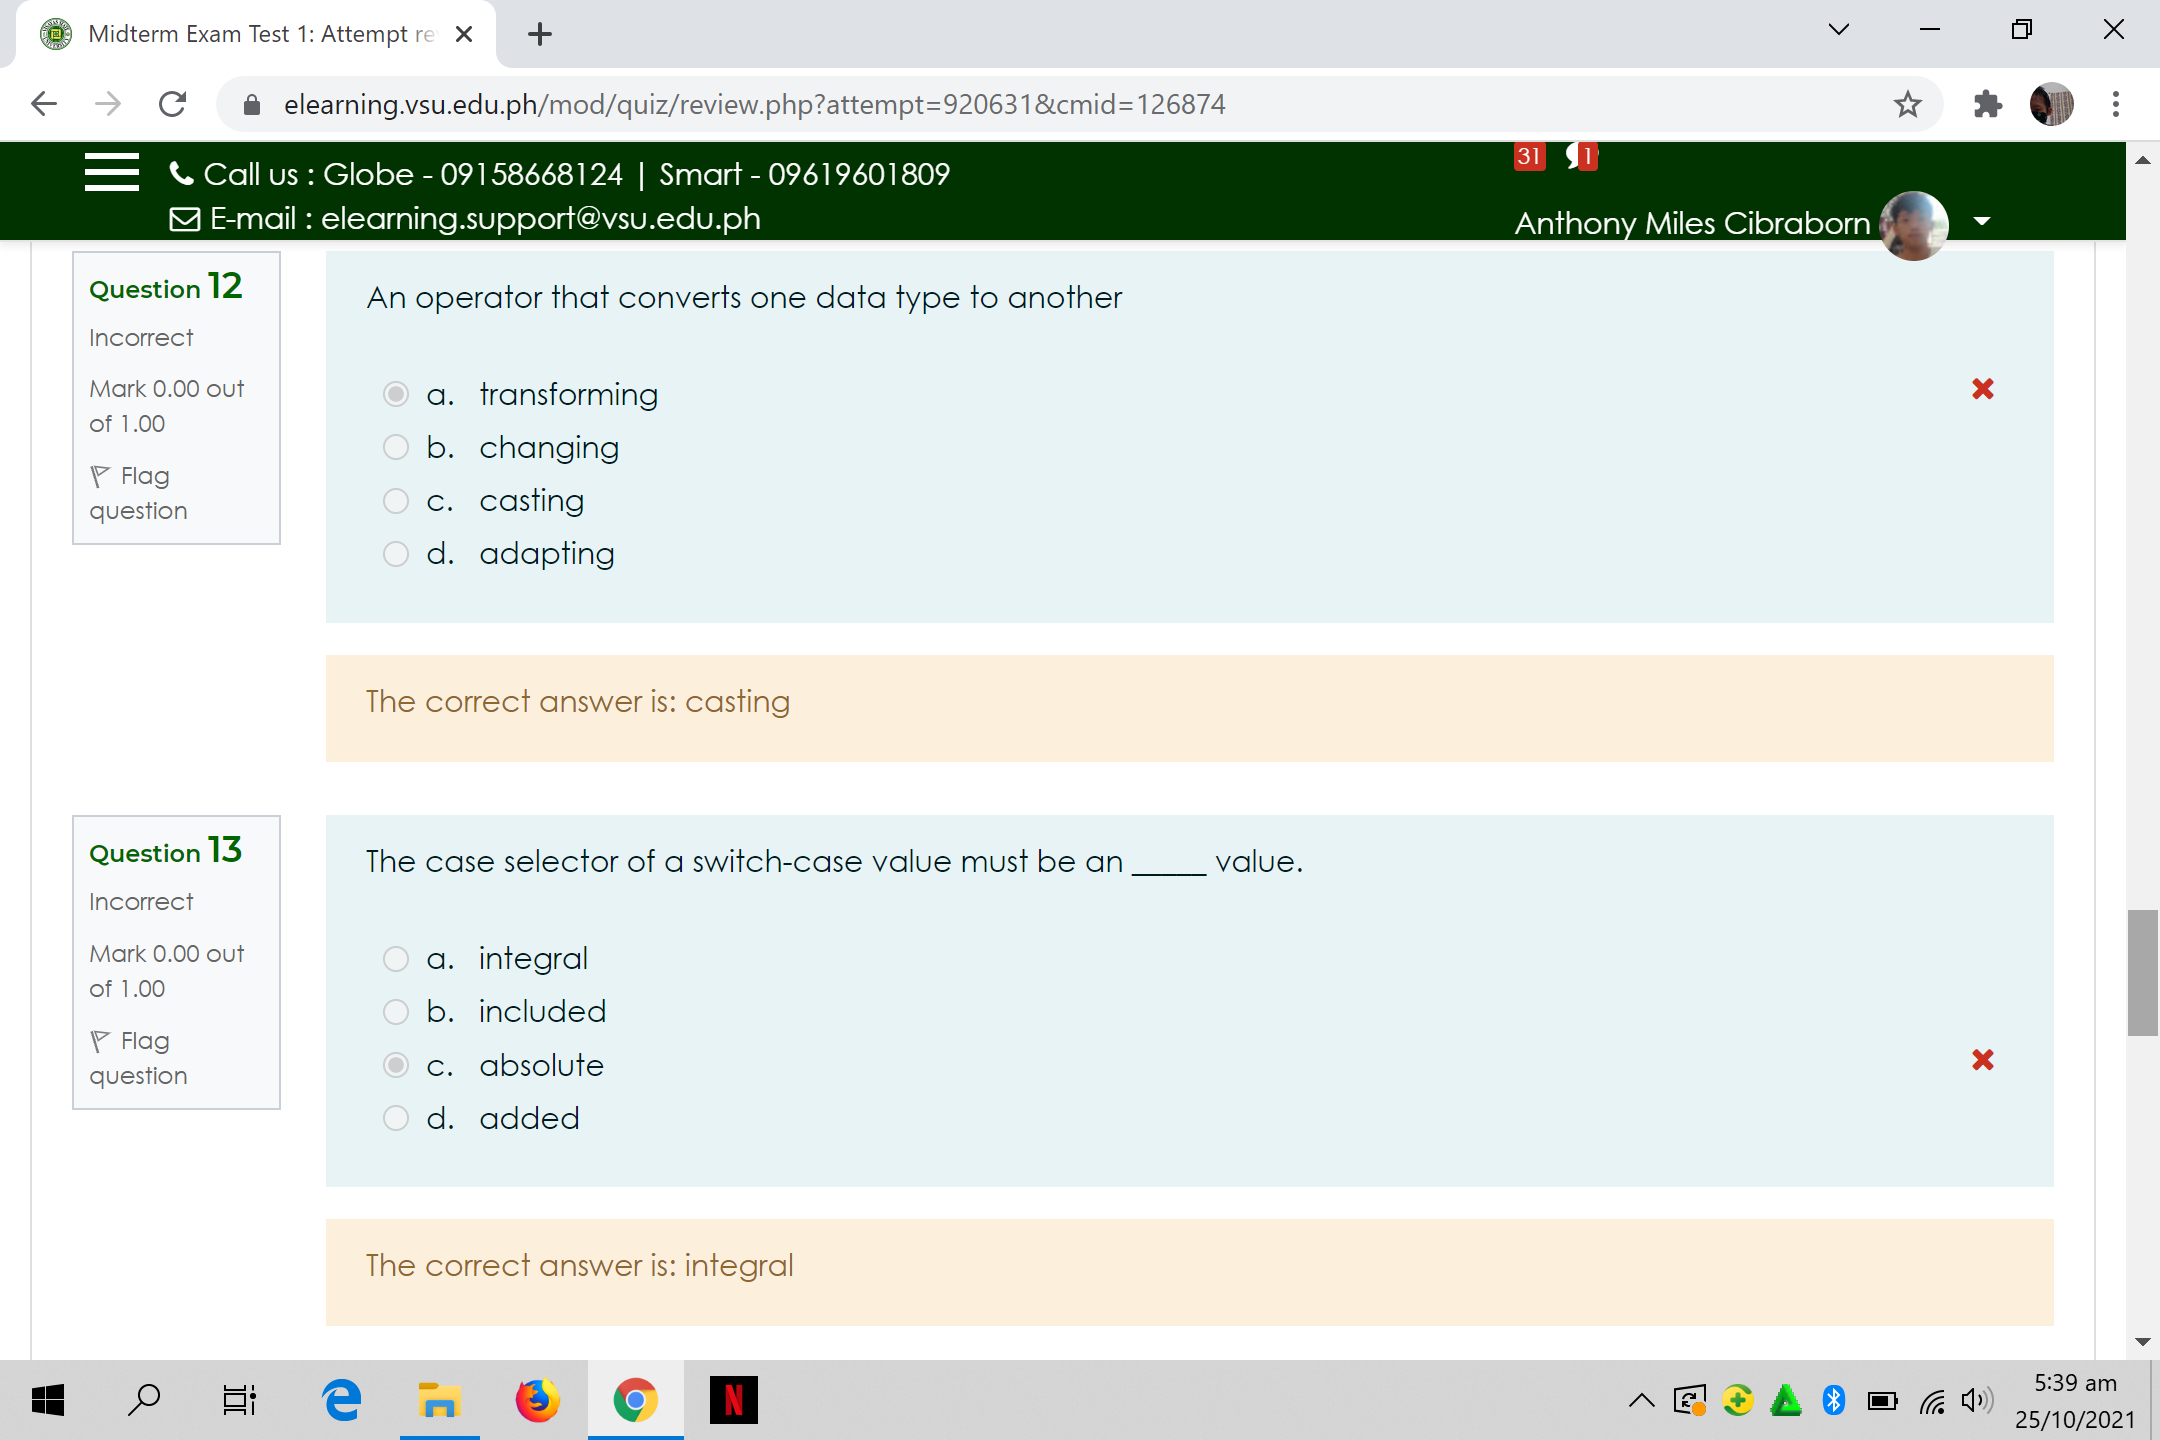 Midterm Exam Test 1: Attempt re
elearning.vsu.edu.ph/mod/quiz/review.php?attempt=920631&cmid=126874
Call us : Globe - 09158668124 | Smart - 09619601809
E-mail : elearning.support@vsu.edu.ph
31
1
Anthony Miles Cibraborn
Question 12
Incorrect
Mark 0.00 out
of 1.00
Flag
question
An operator that converts one data type to another
a. transforming
b. changing
c. casting
d. adapting
The correct answer is: casting
Question 13
Incorrect
Mark 0.00 out
of 1.00
Flag
question
The case selector of a switch-case value must be an _____ value.
a. integral
b. included
c. absolute
d. added
The correct answer is: integral
N
5:39 am
25/10/2021